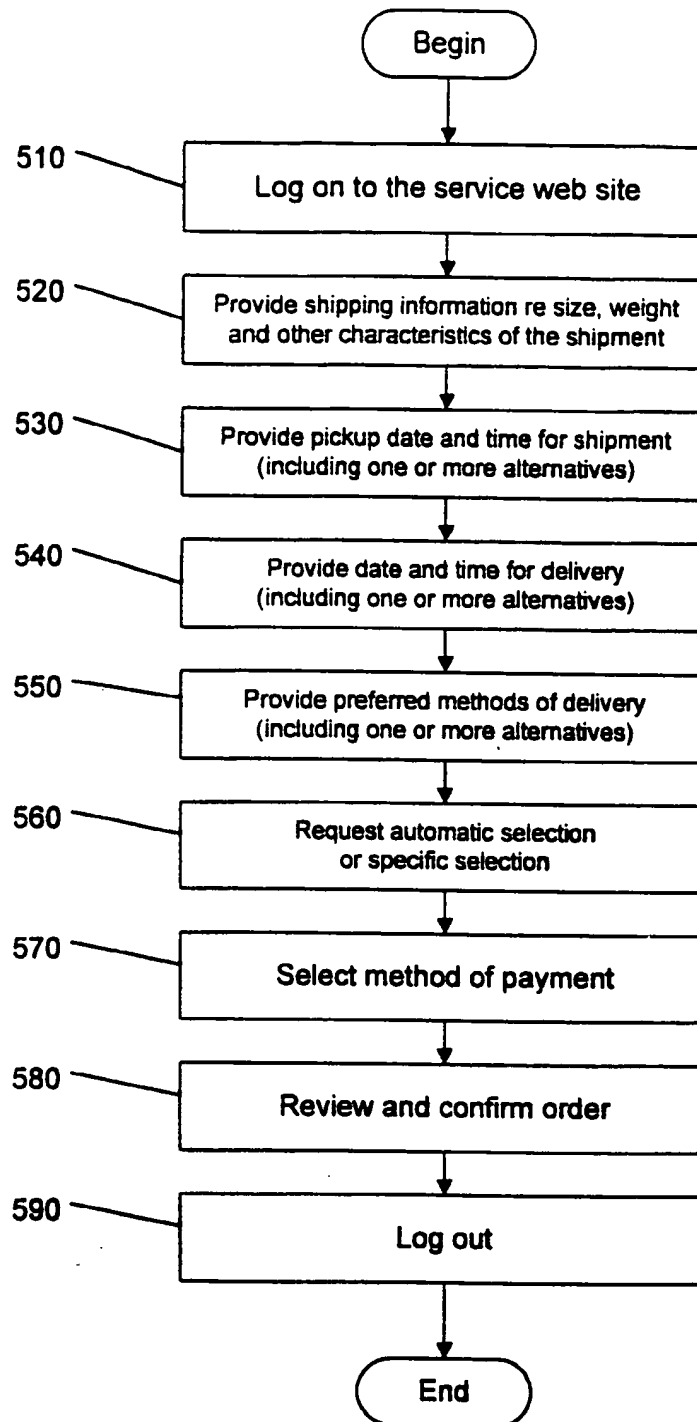 Begin
510
Log on to the service web site
520
Provide shipping information re size, weight
and other characteristics of the shipment
530
Provide pickup date and time for shipment
(including one or more alternatives)
540
Provide date and time for delivery
(including one or more alternatives)
550
Provide preferred methods of delivery
(including one or more alternatives)
560
Request automatic selection
or specific selection
570
Select method of payment
580
Review and confirm order
590
Log out
End